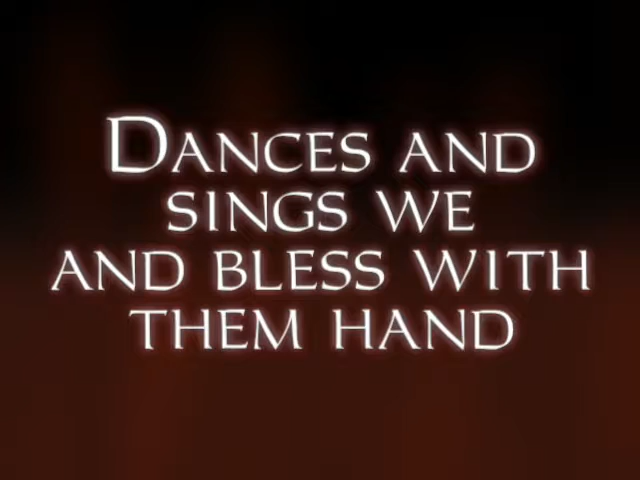 DANCES AND
SINGS WE
AND BLESS WITH
THEM HAND